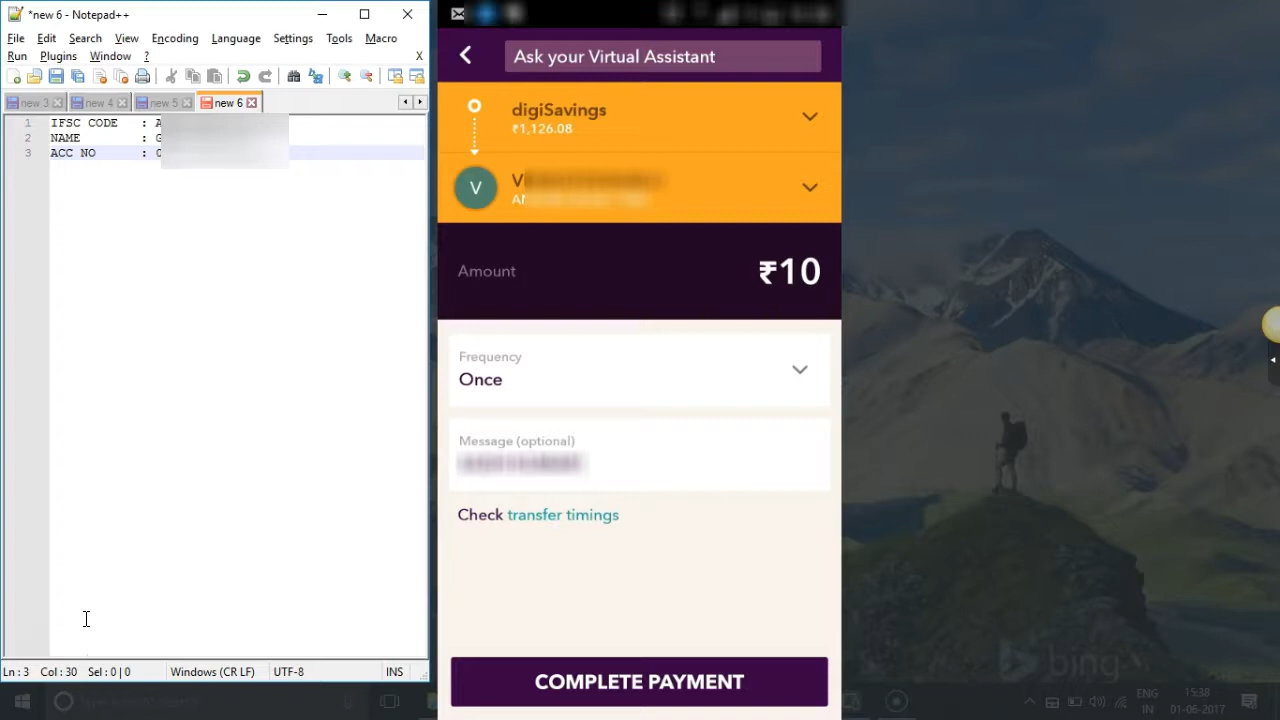 *new 6 - Notepad++
File Edit Search View Encoding Language Settings Tools Macro
Run Plugins Window ? X
new 3 new 4 new 5 new 6
1 IFSC CODE : A
2 NAME : G
3 ACC NO : 0
Ln : 3 Col : 30 Sel : 0 | 0 Windows (CR LF) UTF-8 INS
Ask your Virtual Assistant
digiSavings
₹1,126.08
V
V
AN
Amount ₹10
Frequency
Once
Message (optional)
Check transfer timings
COMPLETE PAYMENT
bing
ENG
IN
15:38
01-06-2017